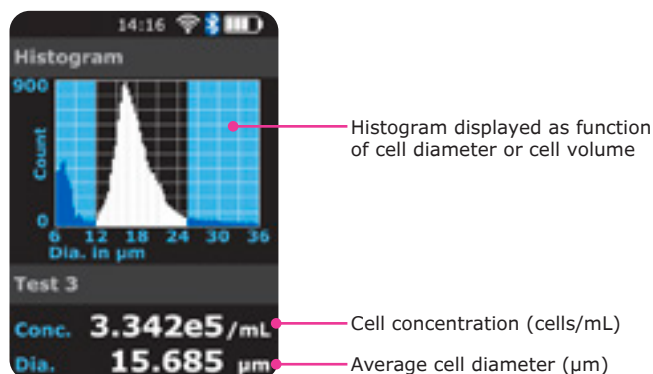 14:16
Histogram
900
Count
0
6 12 18 24 30 36
Dia. in µm
Histogram displayed as function
of cell diameter or cell volume
Test 3
Conc. 3.342e5/mL
Cell concentration (cells/mL)
Dia. 15.685 µm
Average cell diameter (µm)